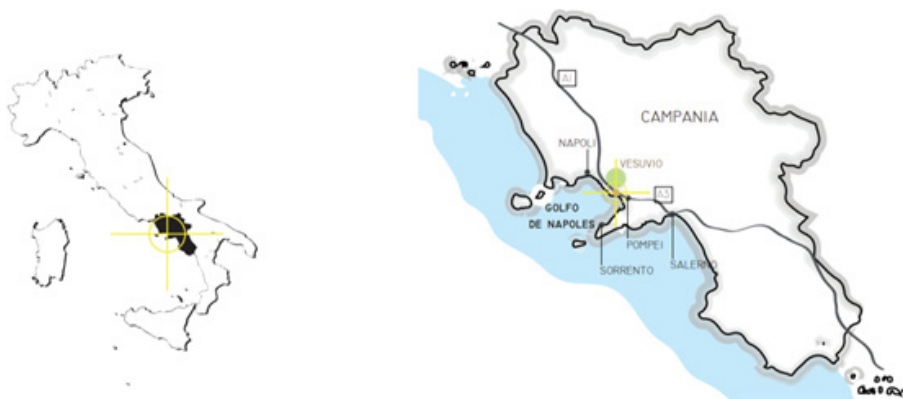 A1
CAMPANIA
NAPOLI
VESUVIO
A3
GOLFO
DE NAPOLES
POMPEI
SALERNO
SORRENTO